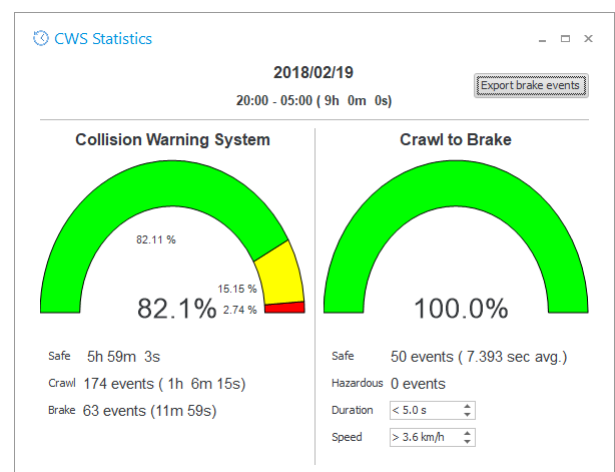 CWS Statistics
2018/02/19
20:00 - 05:00 ( 9h 0m 0s)
Export brake events
Collision Warning System
82.11 %
15.15 %
82.1% 2.74 %
Safe 5h 59m 3s
Crawl 174 events ( 1h 6m 15s)
Brake 63 events (11m 59s)
Crawl to Brake
100.0%
Safe 50 events ( 7.393 sec avg.)
Hazardous 0 events
Duration < 5.0 s
Speed > 3.6 km/h